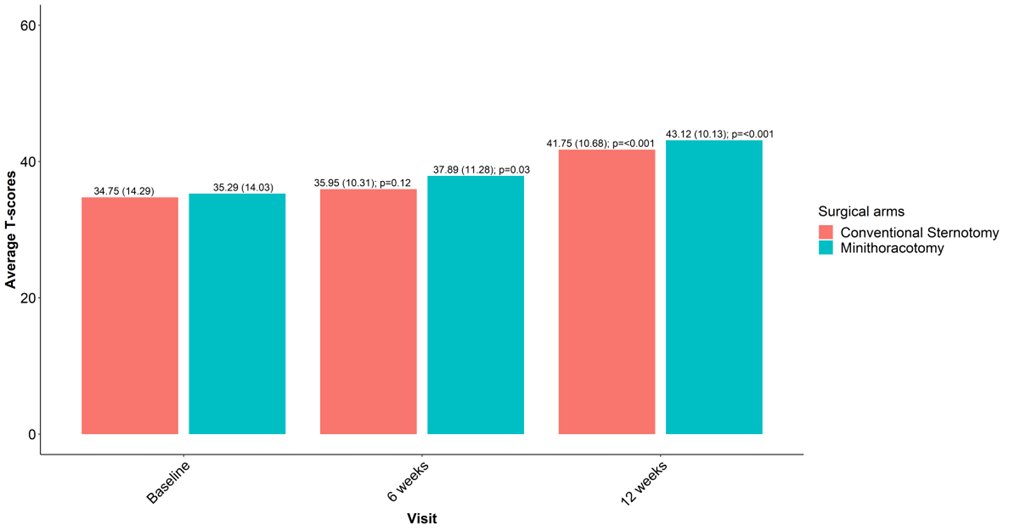 60
40
20
0
Average T-scores
34.75 (14.29)
35.29 (14.03)
35.95 (10.31); p=0.12
37.89 (11.28); p=0.03
41.75 (10.68); p=<0.001
43.12 (10.13); p=<0.001
Baseline
6 weeks
12 weeks
Visit
Surgical arms
Conventional Sternotomy
Minithoracotomy